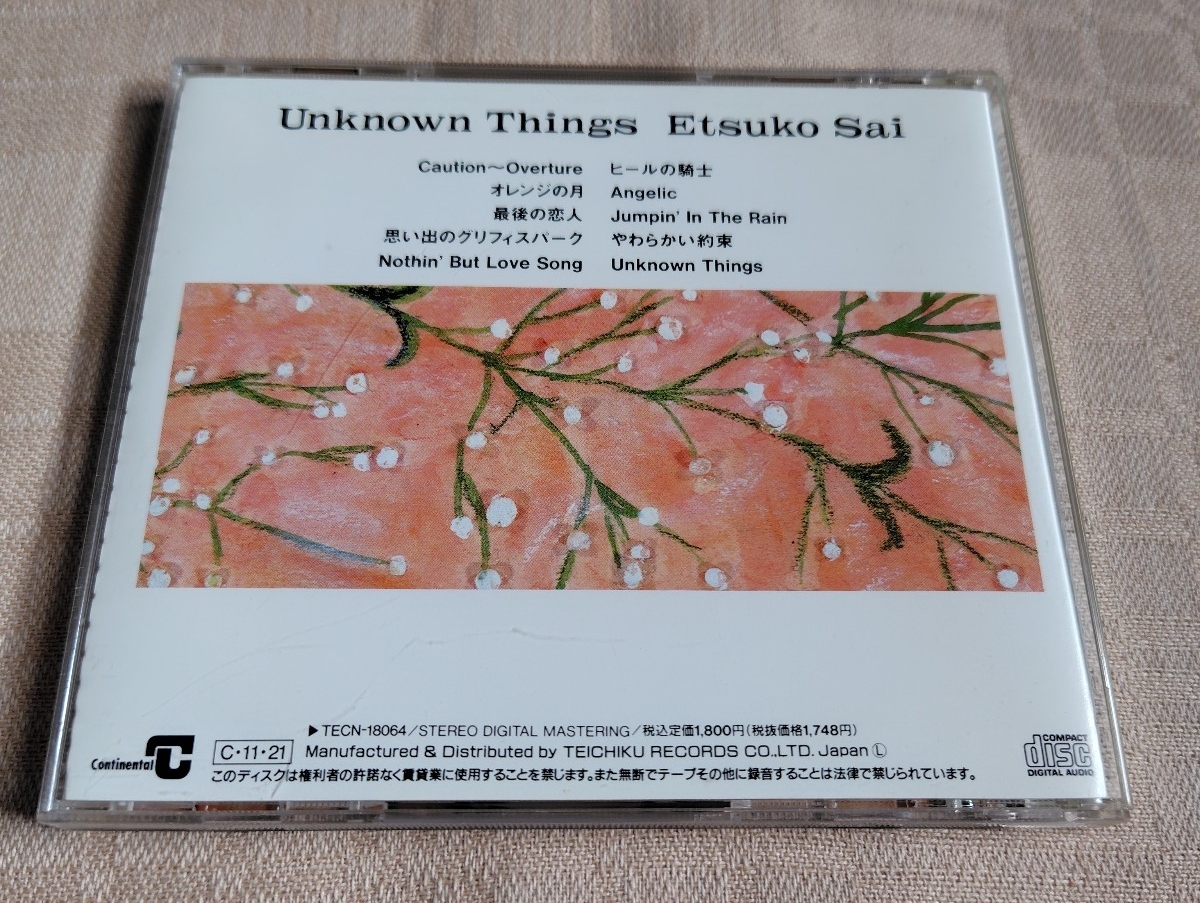 Unknown Things Etsuko Sai
Caution～Overture
オレンジの月
最後の恋人
思い出のグリフィスパーク
Nothin' But Love Song
ヒールの騎士
Angelic
Jumpin' In The Rain
やわらかい約束
Unknown Things
▶TECN-18064/STEREO DIGITAL MASTERING/税込定価1,800円(税抜価格1,748円)
C・11・21 Manufactured & Distributed by TEICHIKU RECORDS CO.,LTD. Japan Ⓛ
Continental
このディスクは権利者の許諾なく賃貸業に使用することを禁じます。また無断でテープその他に録音することは法律で禁じられています。
COMPACT
disc
DIGITAL AUDIO